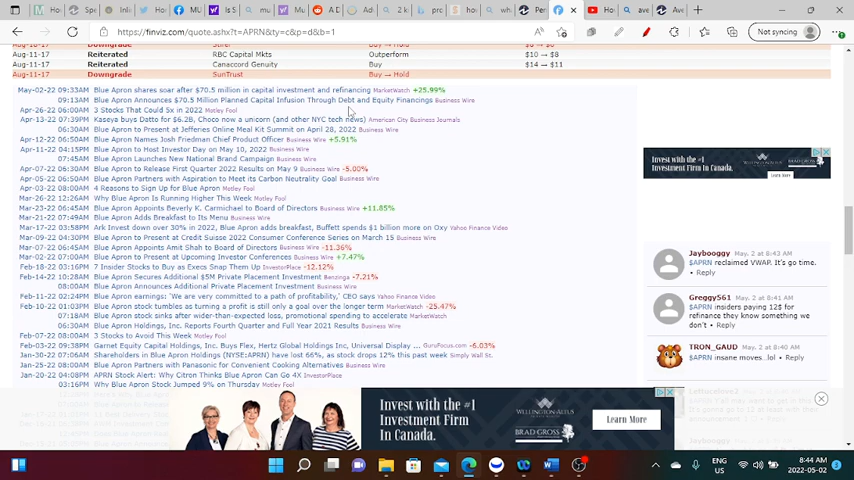 https://finviz.com/quote.ashx?t=APRN&ty=c&p=d&b=1
Not syncing
Aug-11-17 Reiterated RBC Capital Mkts Outperform $10 → $8
Aug-11-17 Reiterated Canaccord Genuity Buy $14 → $11
Aug-11-17 Downgrade SunTrust Buy → Hold
May-02-22 09:33AM Blue Apron shares soar after $70.5 million in capital investment and refinancing MarketWatch +25.99%
09:13AM Blue Apron Announces $70.5 Million Planned Capital Infusion Through Debt and Equity Financings Business Wire
Apr-26-22 06:00AM 3 Stocks That Could 5x in 2022 Motley Fool
Apr-13-22 07:39PM Kaseya buys Datto for $6.2B, Choco now a unicorn (and other NYC tech news) American City Business Journals
06:30AM Blue Apron to Present at Jefferies Online Meal Kit Summit on April 28, 2022 Business Wire
Apr-12-22 06:50AM Blue Apron Names Josh Friedman Chief Product Officer Business Wire +5.91%
Apr-11-22 04:15PM Blue Apron to Host Investor Day on May 10, 2022 Business Wire
07:45AM Blue Apron Launches New National Brand Campaign Business Wire
Apr-07-22 06:30AM Blue Apron to Release First Quarter 2022 Results on May 9 Business Wire -5.00%
Apr-05-22 06:50AM Blue Apron Partners with Aspiration to Meet its Carbon Neutrality Goal Business Wire
Apr-03-22 08:00AM 4 Reasons to Sign Up for Blue Apron Motley Fool
Mar-26-22 12:26AM Why Blue Apron Is Running Higher This Week Motley Fool
Mar-25-22 06:45AM Blue Apron Appoints Beverly K. Carmichael to Board of Directors Business Wire +11.85%
Mar-21-22 07:49AM Blue Apron Adds Breakfast to Its Menu Business Wire
Mar-17-22 03:58PM Ark Invest down over 30% in 2022, Blue Apron adds breakfast, Buffett spends $1 billion more on Oxy Yahoo Finance Video
Mar-09-22 04:30PM Blue Apron to Present at Credit Suisse 2022 Consumer Conference Series on March 15 Business Wire
Mar-07-22 06:45AM Blue Apron Appoints Amit Shah to Board of Directors Business Wire -11.36%
Mar-02-22 07:00AM Blue Apron to Present at Upcoming Investor Conferences Business Wire +7.47%
Feb-18-22 03:16PM 7 Insider Stocks to Buy as Execs Snap Them Up InvestorPlace -12.12%
Feb-14-22 10:28AM Blue Apron Secures Additional $5M Private Placement Investment Benzinga -7.21%
08:00AM Blue Apron Announces Additional Private Placement Investment Business Wire
Feb-11-22 02:24PM Blue Apron earnings: "We are very committed to a path of profitability," CEO says Yahoo Finance Video
Feb-10-22 01:03PM Blue Apron stock tumbles as turning a profit is still only a goal over the longer term MarketWatch -25.47%
07:18AM Blue Apron stock sinks after wider-than-expected loss, promotional spending to accelerate MarketWatch
06:30AM Blue Apron Holdings, Inc. Reports Fourth Quarter and Full Year 2021 Results Business Wire
Feb-07-22 08:00AM 3 Stocks to Avoid This Week Motley Fool
Feb-03-22 09:38AM Garnet Equity Capital Holdings, Inc. Buys Flex, Hertz Global Holdings Inc, Universal Display ... GuruFocus.com -6.03%
Jan-30-22 07:06AM Shareholders in Blue Apron Holdings (NYSE:APRN) have lost 66%, as stock drops 12% this past week Simply Wall St.
Jan-25-22 08:00AM Blue Apron Partners with Panasonic for Convenient Cooking Alternatives Business Wire
Jan-20-22 04:08PM APRN Stock Alert: Why Citron Thinks Blue Apron Can Go 4X InvestorPlace
03:16PM Why Blue Apron Stock Jumped 9% on Thursday Motley Fool
Invest with the
#1 Investment Firm In Canada.
WELLINGTON-ALTUS
BRAD GROSS
Learn More
Jaybooggy May 2 at 8:43 AM
$APRN reclaimed VWAP. It's go time.
• Reply
Greggy561 May 2 at 8:41 AM
$APRN insiders paying 12$ for
refinance they know something we
don't • Reply
TRON_GAUD May 2 at 8:40 AM
$APRN insane moves...lol • Reply
Invest with the #1
Investment Firm
In Canada.
WELLINGTON-ALTUS
BRAD GROSS
Learn More
ENG
US
8:44 AM
2022-05-02